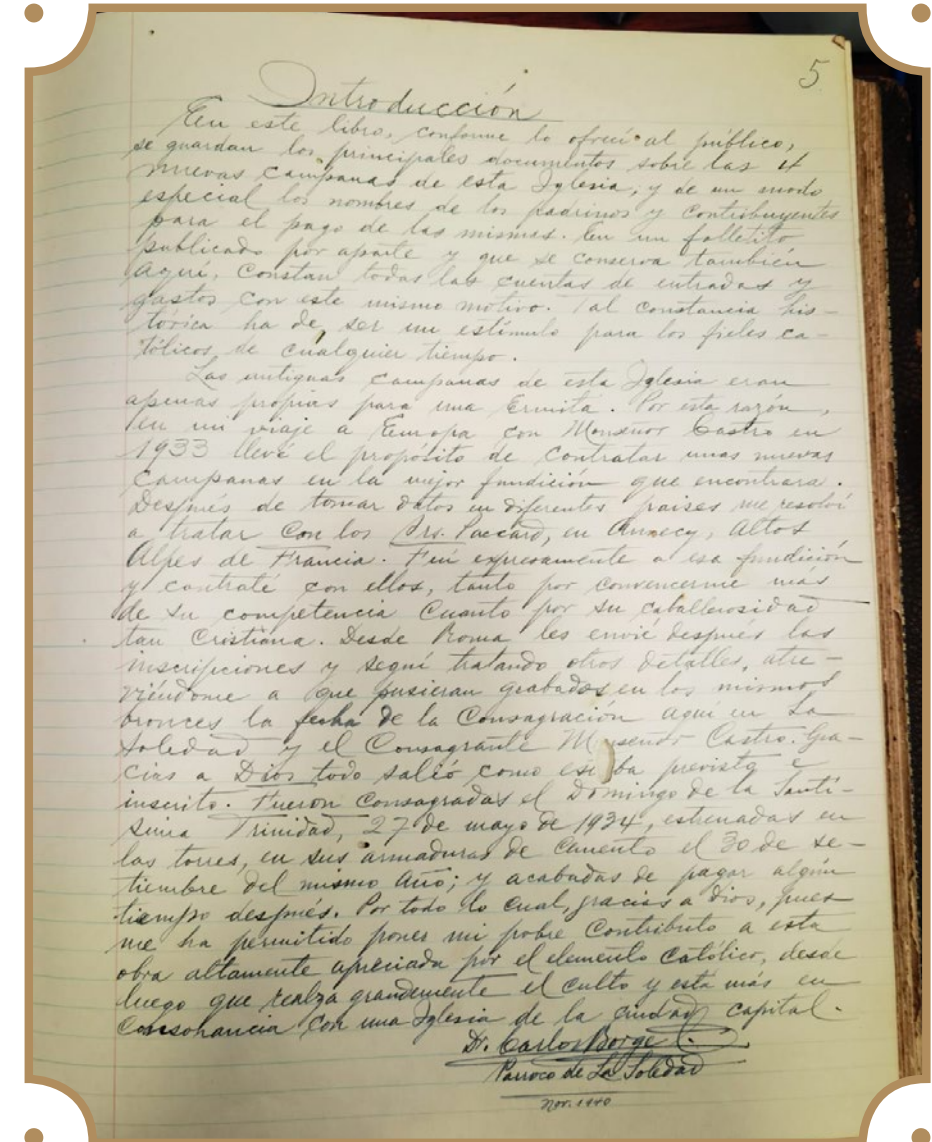 5
Introducción
En este libro, conforme lo ofrecí al público,
se guardan los principales documentos sobre las 4
nuevas campanas de esta Iglesia; y de un modo
especial los nombres de los padrinos y contribuyentes
para el pago de las mismas. En un folletito
publicado por aparte y que se conserva también
aquí, constan todas las cuentas de entradas y
gastos con este mismo motivo. Tal constancia his-
tórica ha de ser un estímulo para los fieles ca-
tólicos de cualquier tiempo.
Las antiguas campanas de esta Iglesia eran
apenas propias para una Ermita. Por esta razón,
en mi viaje a Europa con Monseñor Castro en
1933 llevé el propósito de contratar unas nuevas
campanas en la mejor fundición que encontrara.
Después de tomar datos en diferentes paises me resolví
a tratar con los Srs. Paccard, en Annecy, Altos
Alpes de Francia. Fuí expresamente a esa fundición
y contraté con ellos, tanto por convencerme más
de su competencia cuanto por su caballerosidad
tan Cristiana. Desde Roma les envié después las
inscripciones y seguí tratando otros detalles, atre-
viéndome a que pusieran grabados en los mismos
bronces la fecha de la Consagración aquí en La
Soledad y el Consagrante Monseñor Castro. Gra-
cias a Dios todo salió como estaba previsto e
inscrito. Fueron Consagradas el Domingo de la Santí-
sima Trinidad, 27 de mayo de 1934, estrenadas en
las torres, en sus armaduras de Cemento el 30 de se-
tiembre del mismo año; y acabadas de pagar algún
tiempo después. Por todo lo cual, gracias a Dios, pues
me ha permitido poner mi pobre Contributo a esta
obra altamente apreciada por el elemento Católico, desde
luego que realza grandemente el culto y está más en
Consonancia con una Iglesia de la ciudad capital.
Dr. Carlos Borge C.
Párroco de La Soledad
Nov. 1940